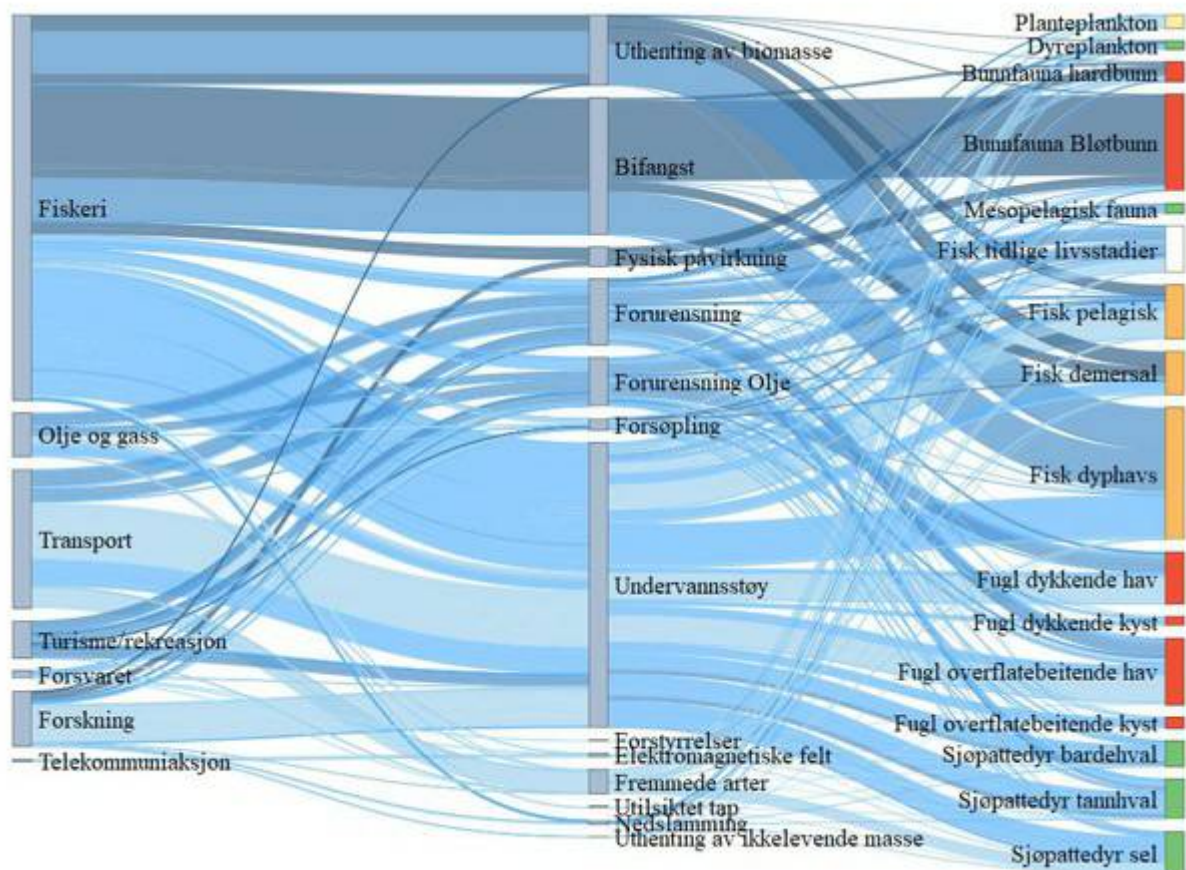 Fiskeri
Olje og gass
Transport
Turisme/rekreasjon
Forsvaret
Forskning
Telekommuniaksjon
Uthenting av biomasse
Bifangst
Fysisk påvirkning
Forurensning
Forurensning Olje
Forsøpling
Undervannsstøy
Forstyrrelser
Elektromagnetiske felt
Fremmede arter
Utilsiktet tap
Nedslamming
Uthenting av ikkelevende masse
Planteplankton
Dyreplankton
Bunnfauna hardbunn
Bunnfauna Bløtbunn
Mesopelagisk fauna
Fisk tidlige livsstadier
Fisk pelagisk
Fisk demersal
Fisk dyphavs
Fugl dykkende hav
Fugl dykkende kyst
Fugl overflatebeitende hav
Fugl overflatebeitende kyst
Sjøpattedyr bardehval
Sjøpattedyr tannhval
Sjøpattedyr sel